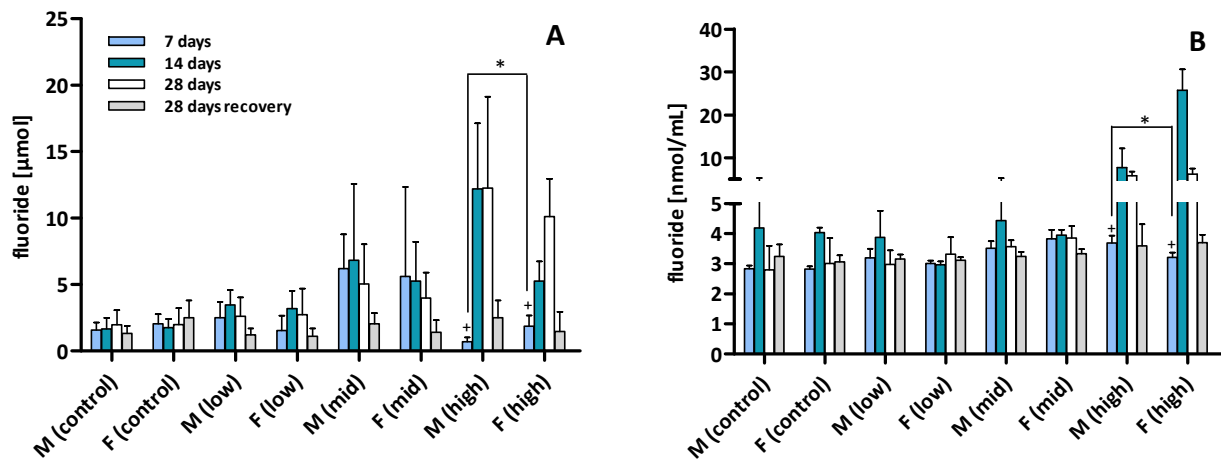 A
fluoride [µmol]
25
20
15
10
5
0
7 days
14 days
28 days
28 days recovery
*
+
+
M (control)
F (control)
M (low)
F (low)
M (mid)
F (mid)
M (high)
F (high)
B
fluoride [nmol/mL]
40
30
20
10
5
4
3
2
1
0
*
+
+
M (control)
F (control)
M (low)
F (low)
M (mid)
F (mid)
M (high)
F (high)